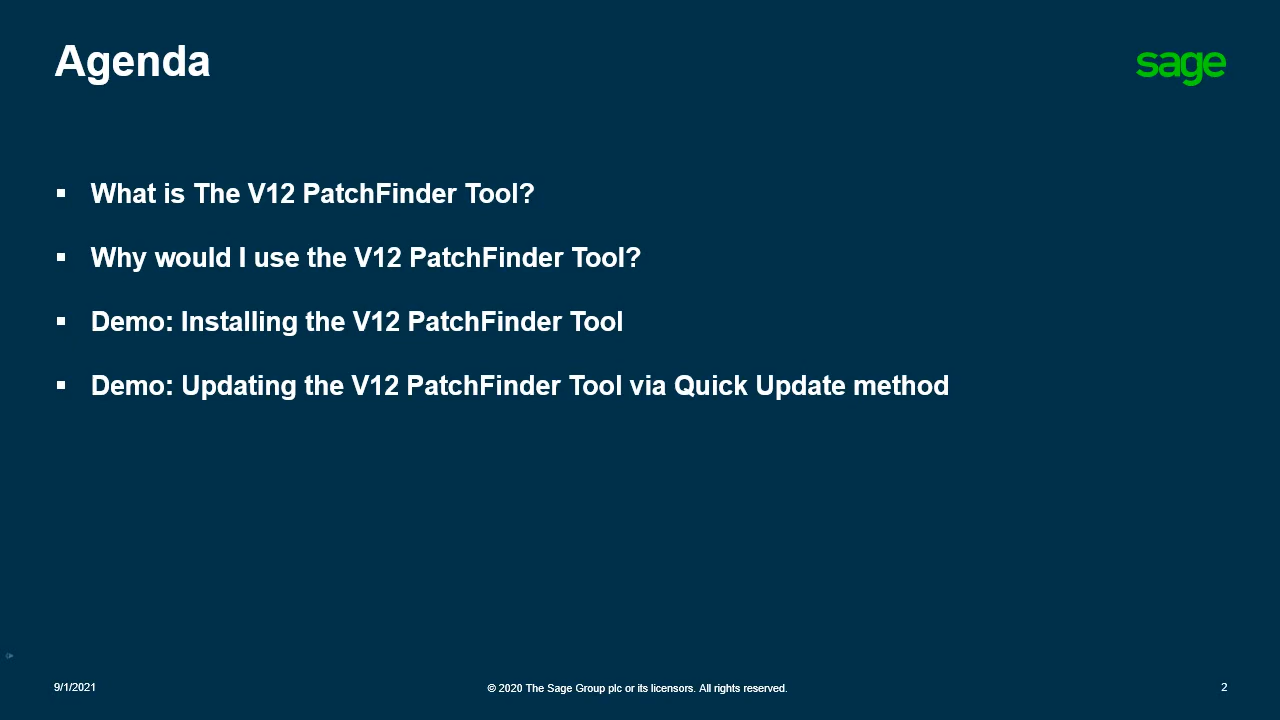 Agenda
sage
▪ What is The V12 PatchFinder Tool?
▪ Why would I use the V12 PatchFinder Tool?
▪ Demo: Installing the V12 PatchFinder Tool
▪ Demo: Updating the V12 PatchFinder Tool via Quick Update method
9/1/2021
© 2020 The Sage Group plc or its licensors. All rights reserved.
2